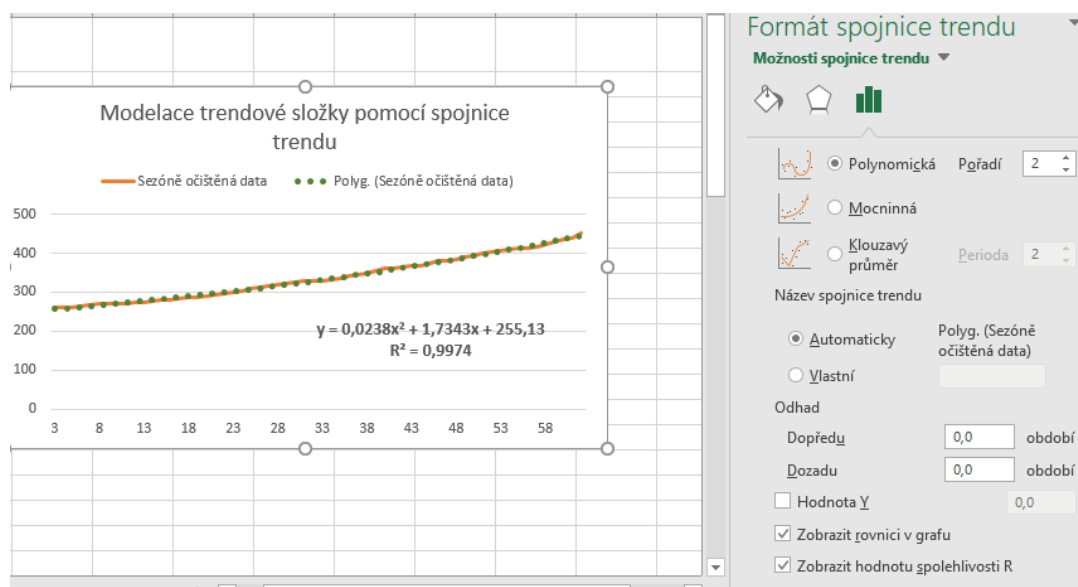 Modelace trendové složky pomocí spojnice
trendu
Sezóně očištěná data
Polyg. (Sezóně očištěná data)
500
400
300
200
100
0
y = 0,0238x² + 1,7343x + 255,13
R² = 0,9974
3 8 13 18 23 28 33 38 43 48 53 58
Formát spojnice trendu
Možnosti spojnice trendu
Polynomická Pořadí 2
Mocninná
Klouzavý
průměr
Perioda 2
Název spojnice trendu
Automaticky
Polyg. (Sezóně
očištěná data)
Vlastní
Odhad
Dopředu 0,0 období
Dozadu 0,0 období
Hodnota Y 0,0
Zobrazit rovnici v grafu
Zobrazit hodnotu spolehlivosti R